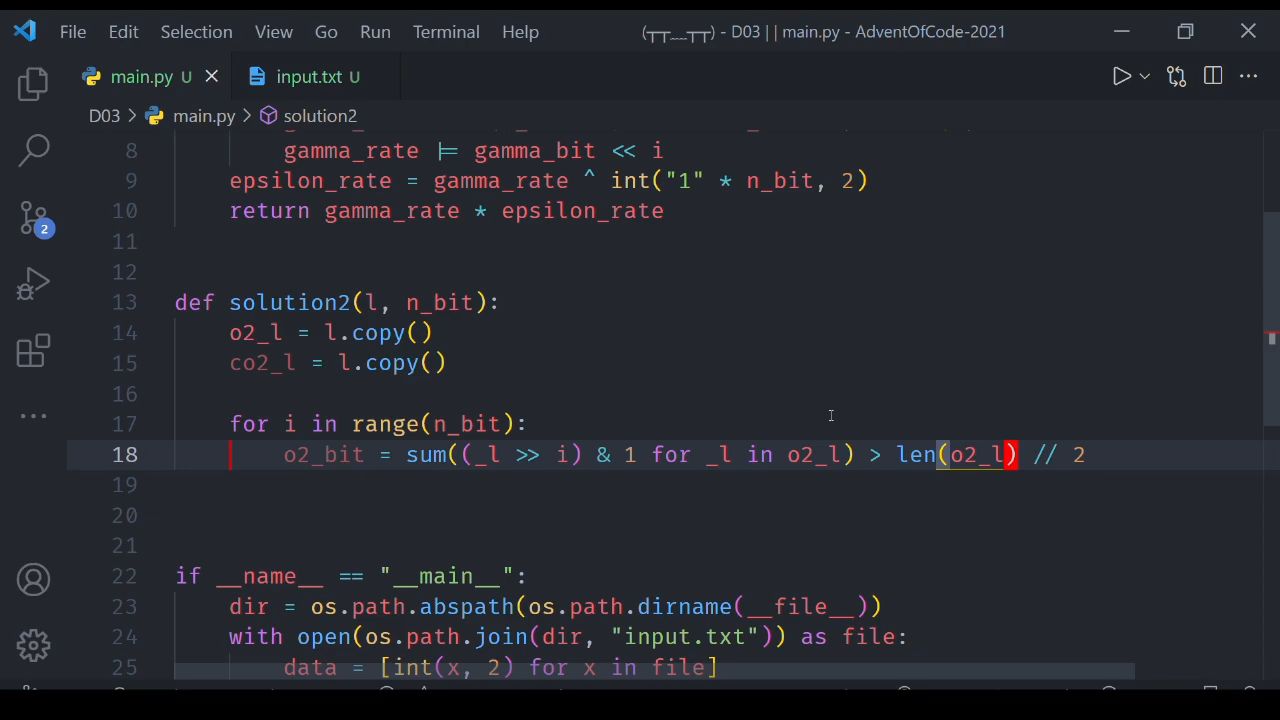 File Edit Selection View Go Run Terminal Help (┬┬﹏┬┬) - D03 | | main.py - AdventOfCode-2021
main.py U input.txt U
D03 > main.py > solution2
8 gamma_rate |= gamma_bit << i
9 epsilon_rate = gamma_rate ^ int("1" * n_bit, 2)
10 return gamma_rate * epsilon_rate
11
12
13 def solution2(l, n_bit):
14 o2_l = l.copy()
15 co2_l = l.copy()
16
17 for i in range(n_bit):
18 o2_bit = sum((_l >> i) & 1 for _l in o2_l) > len(o2_l) // 2
19
20
21
22 if __name__ == "__main__":
23 dir = os.path.abspath(os.path.dirname(__file__))
24 with open(os.path.join(dir, "input.txt")) as file:
25 data = [int(x, 2) for x in file]
2